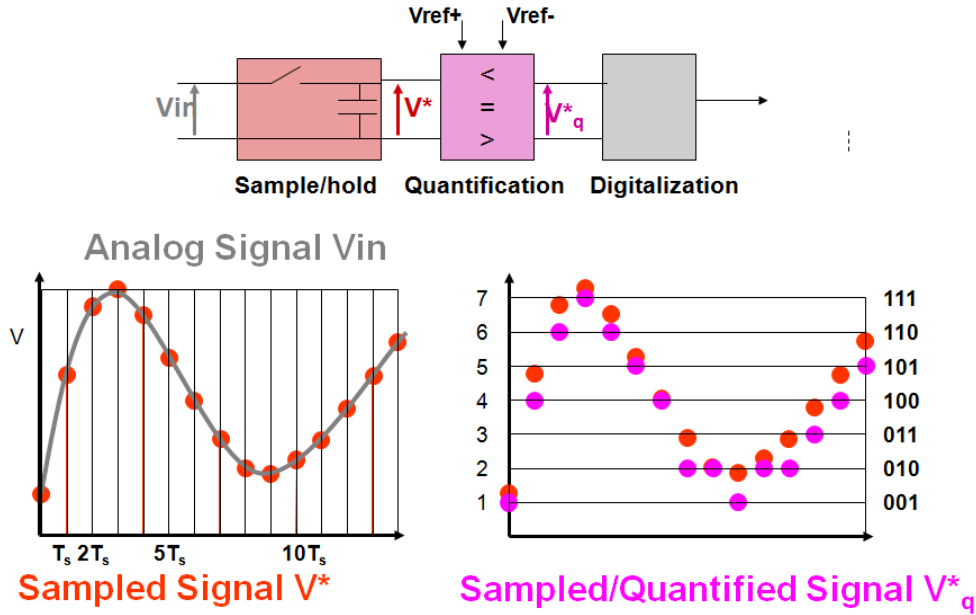 Vref+ Vref-
Vin
V*
<
=
>
V*q
Sample/hold Quantification Digitalization
Analog Signal Vin
V
Ts 2Ts 5Ts 10Ts
Sampled Signal V*
7 111
6 110
5 101
4 100
3 011
2 010
1 001
Sampled/Quantified Signal V*q